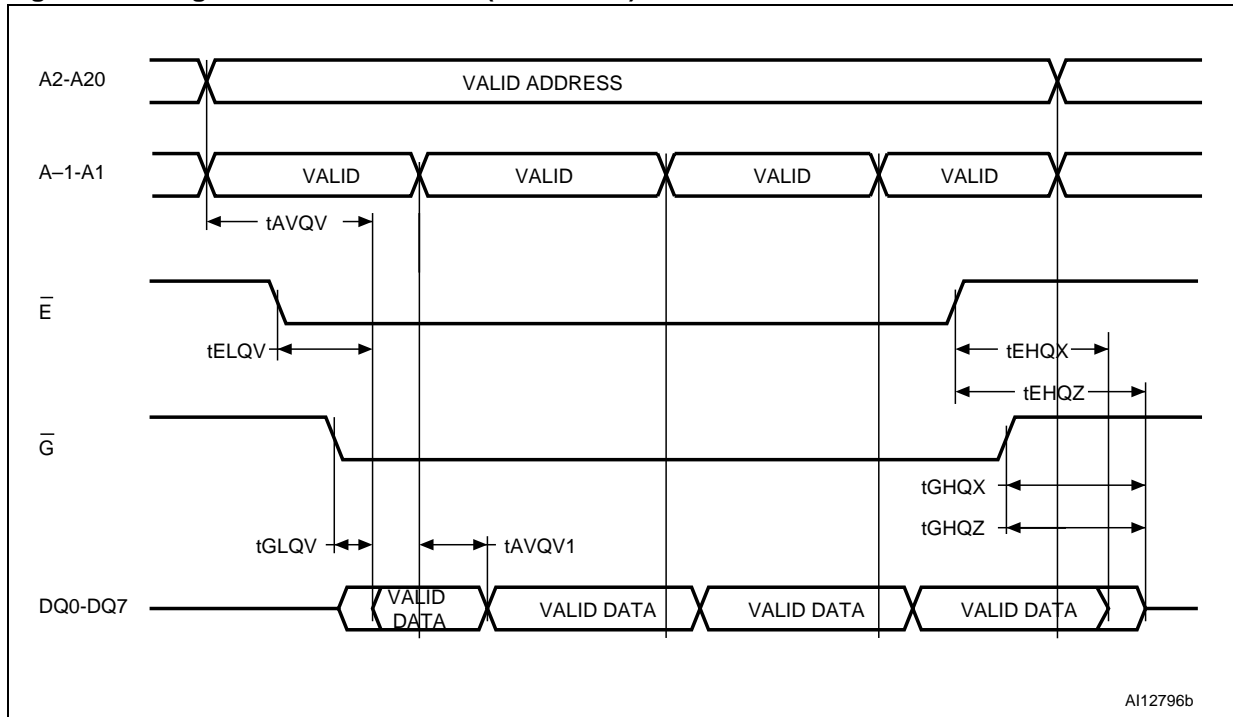 A2-A20
VALID ADDRESS
A–1-A1
VALID
VALID
VALID
VALID
tAVQV
E
tELQV
tEHQX
tEHQZ
G
tGHQX
tGHQZ
tGLQV
tAVQV1
DQ0-DQ7
VALID
DATA
VALID DATA
VALID DATA
VALID DATA
AI12796b